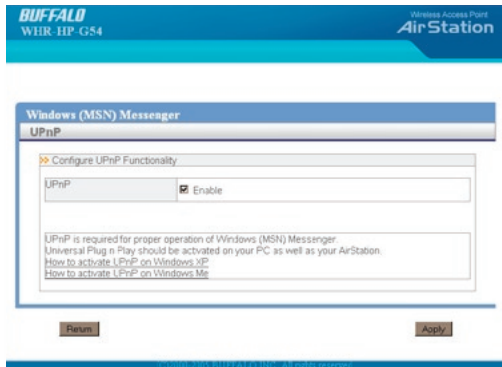 BUFFALO
WHR-HP-G54
Wireless Access Point
AirStation
Windows (MSN) Messenger
UPnP
Configure UPnP Functionality
UPnP
Enable
UPnP is required for proper operation of Windows (MSN) Messenger.
Universal Plug n Play should be activated on your PC as well as your AirStation.
How to activate UPnP on Windows XP
How to activate UPnP on Windows Me
Return
Apply